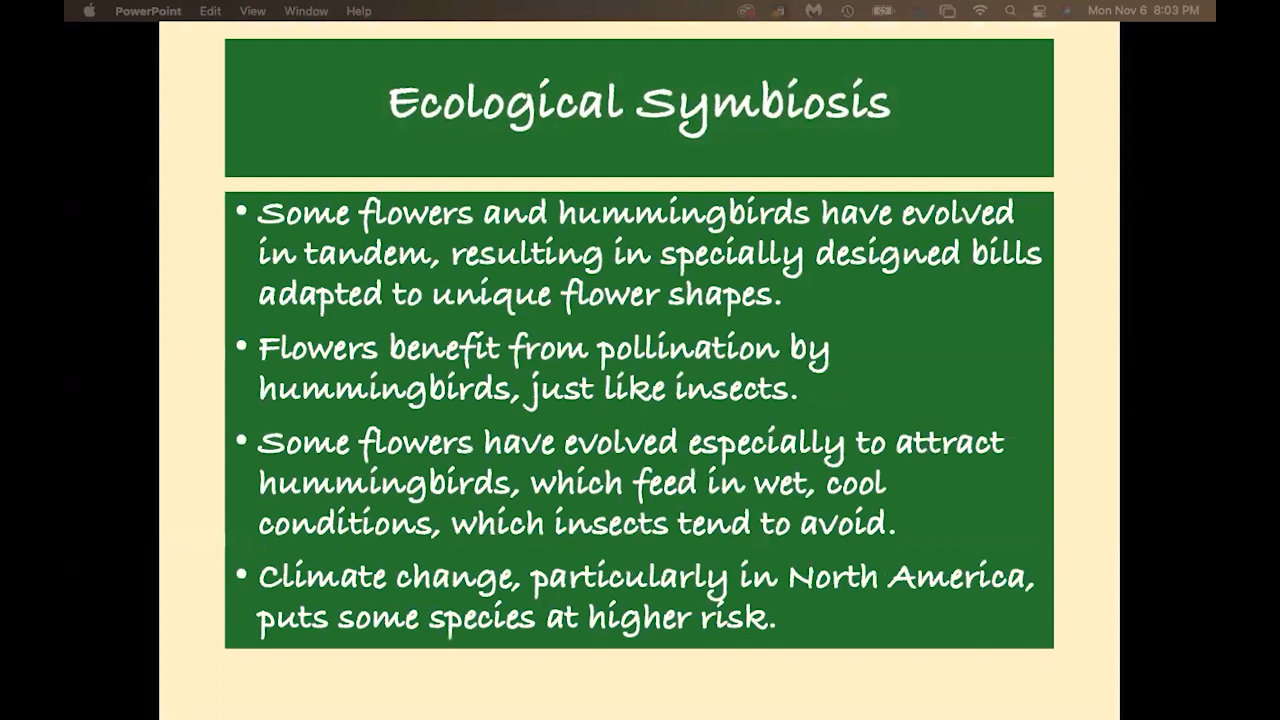 PowerPoint Edit View Window Help Mon Nov 6 8:03 PM
Ecological Symbiosis
• Some flowers and hummingbirds have evolved
in tandem, resulting in specially designed bills
adapted to unique flower shapes.
• Flowers benefit from pollination by
hummingbirds, just like insects.
• Some flowers have evolved especially to attract
hummingbirds, which feed in wet, cool
conditions, which insects tend to avoid.
• Climate change, particularly in North America,
puts some species at higher risk.